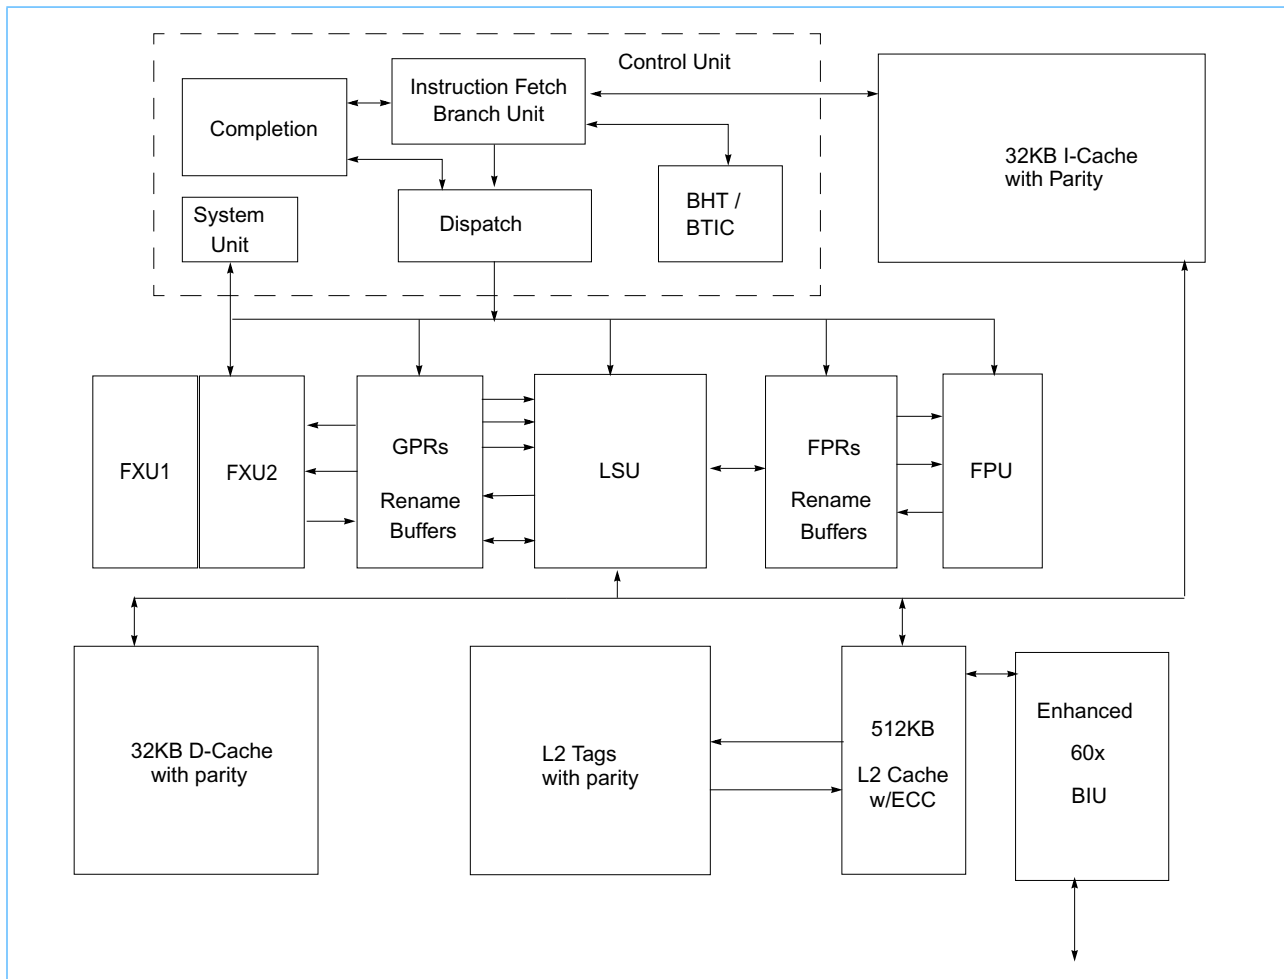 Control Unit
Instruction Fetch
Branch Unit
Completion
32KB I-Cache
with Parity
BHT /
BTIC
System
Unit
Dispatch
FXU1
FXU2
GPRs
Rename
Buffers
LSU
FPRs
Rename
Buffers
FPU
32KB D-Cache
with parity
L2 Tags
with parity
512KB
L2 Cache
w/ECC
Enhanced
60x
BIU